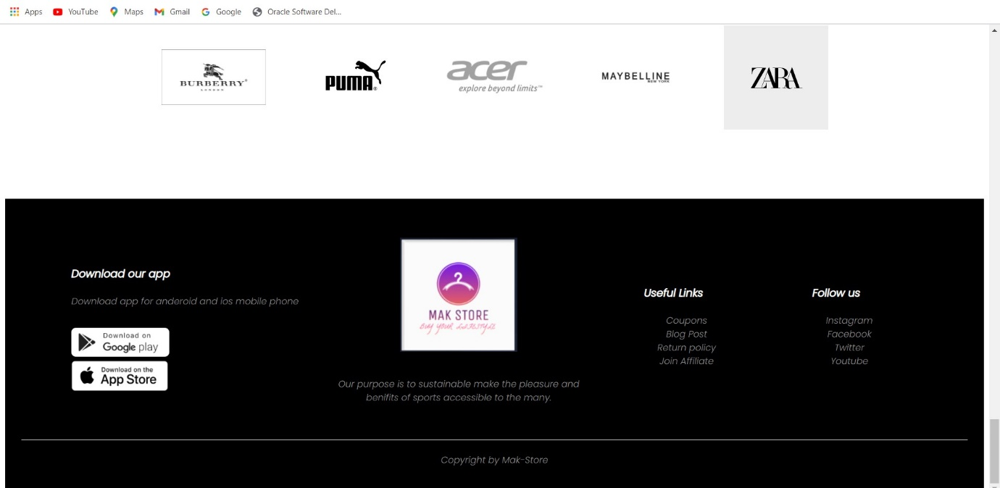 Apps YouTube Maps Gmail Google Oracle Software Del...
BURBERRY®
LONDON
PUMA®
acer
explore beyond limits™
MAYBELLINE
NEW YORK
ZARA
Download our app
Download app for anderoid and ios mobile phone
Download on
Google play
Download on the
App Store
MAK STORE
BUY YOUR LIFESTYLE
Our purpose is to sustainable make the pleasure and
benifits of sports accessible to the many.
Useful Links
Coupons
Blog Post
Return policy
Join Affiliate
Follow us
Instagram
Facebook
Twitter
Youtube
Copyright by Mak-Store